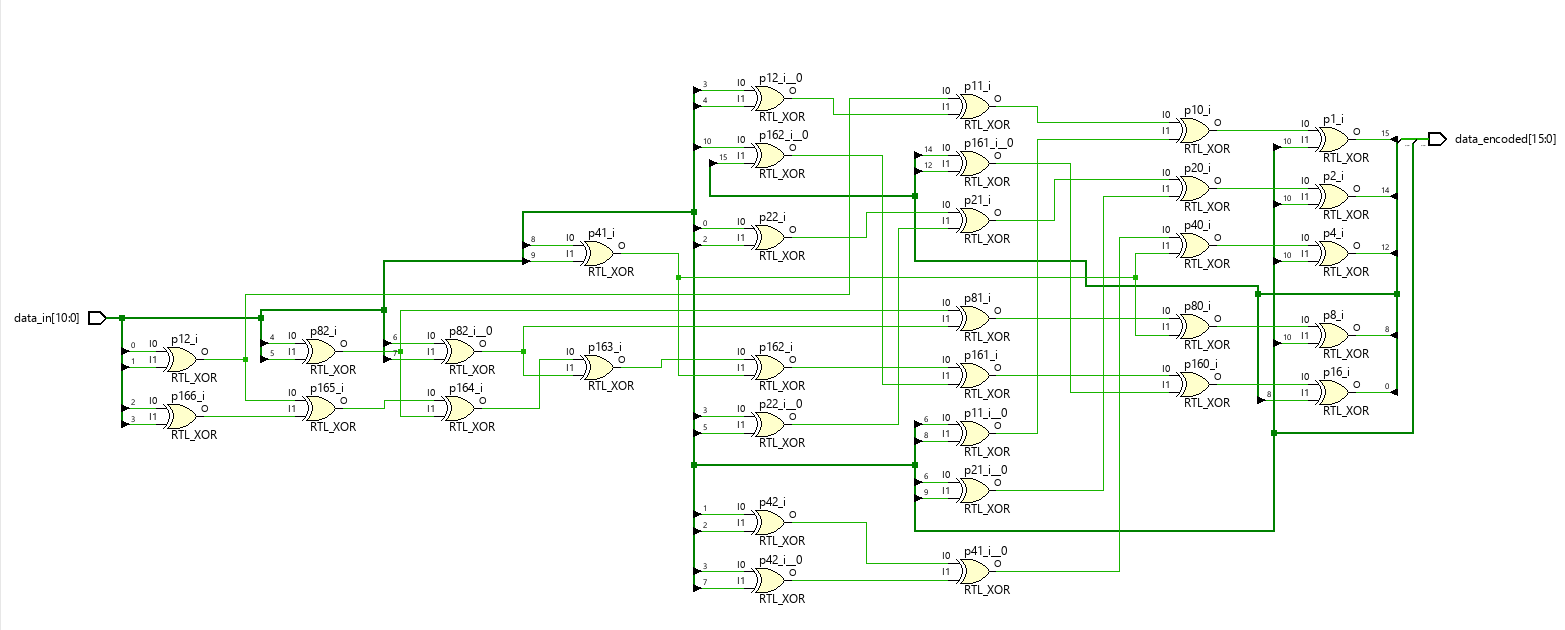 data_in[10:0]
0
1
I0
I1
p12_i
O
RTL_XOR
2
3
I0
I1
p166_i
O
RTL_XOR
4
5
I0
I1
p82_i
O
RTL_XOR
I0
I1
p165_i
O
RTL_XOR
6
7
I0
I1
p82_i__0
O
RTL_XOR
I0
I1
p164_i
O
RTL_XOR
8
9
I0
I1
p41_i
O
RTL_XOR
I0
I1
p163_i
O
RTL_XOR
3
4
I0
I1
p12_i__0
O
RTL_XOR
10
15
I0
I1
p162_i__0
O
RTL_XOR
0
2
I0
I1
p22_i
O
RTL_XOR
I0
I1
p162_i
O
RTL_XOR
3
5
I0
I1
p22_i__0
O
RTL_XOR
1
2
I0
I1
p42_i
O
RTL_XOR
3
7
I0
I1
p42_i__0
O
RTL_XOR
I0
I1
p11_i
O
RTL_XOR
14
12
I0
I1
p161_i__0
O
RTL_XOR
I0
I1
p21_i
O
RTL_XOR
I0
I1
p81_i
O
RTL_XOR
I0
I1
p161_i
O
RTL_XOR
6
8
I0
I1
p11_i__0
O
RTL_XOR
6
9
I0
I1
p21_i__0
O
RTL_XOR
I0
I1
p41_i__0
O
RTL_XOR
I0
I1
p10_i
O
RTL_XOR
I0
I1
p20_i
O
RTL_XOR
I0
I1
p40_i
O
RTL_XOR
I0
I1
p80_i
O
RTL_XOR
I0
I1
p160_i
O
RTL_XOR
10
I0
I1
p1_i
O
RTL_XOR
15
10
I0
I1
p2_i
O
RTL_XOR
14
10
I0
I1
p4_i
O
RTL_XOR
12
10
I0
I1
p8_i
O
RTL_XOR
8
8
I0
I1
p16_i
O
RTL_XOR
0
data_encoded[15:0]